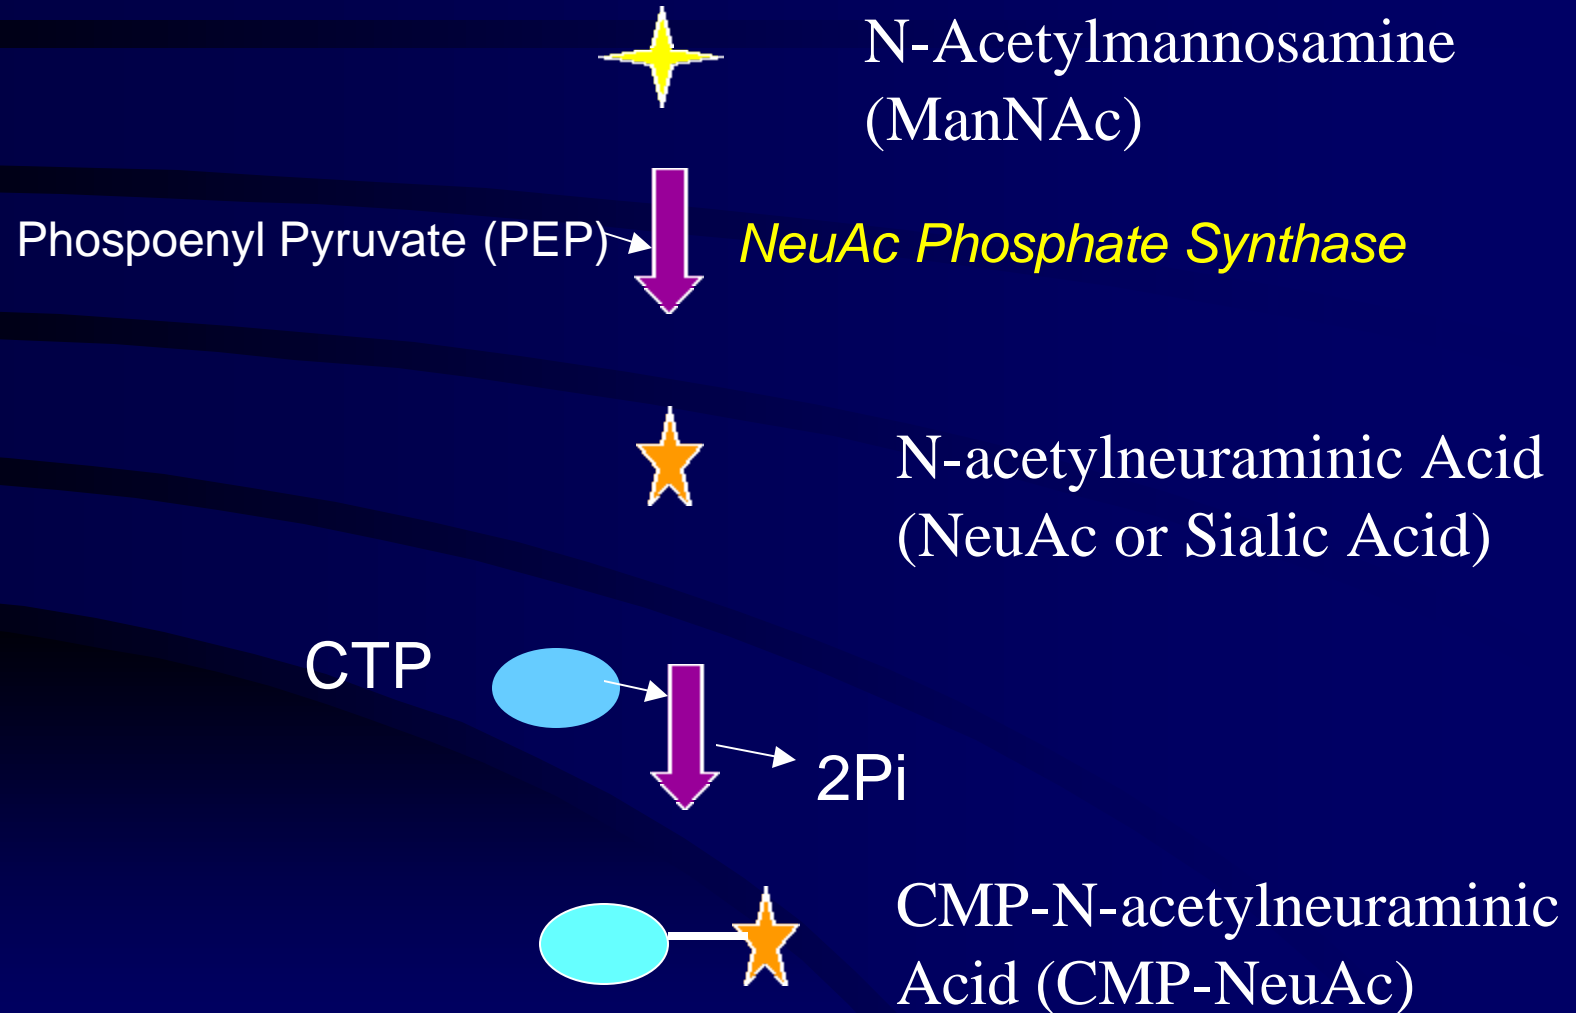 N-Acetylmannosamine
(ManNAc)
Phospoenyl Pyruvate (PEP)
NeuAc Phosphate Synthase
N-acetylneuraminic Acid
(NeuAc or Sialic Acid)
CTP
2Pi
CMP-N-acetylneuraminic
Acid (CMP-NeuAc)